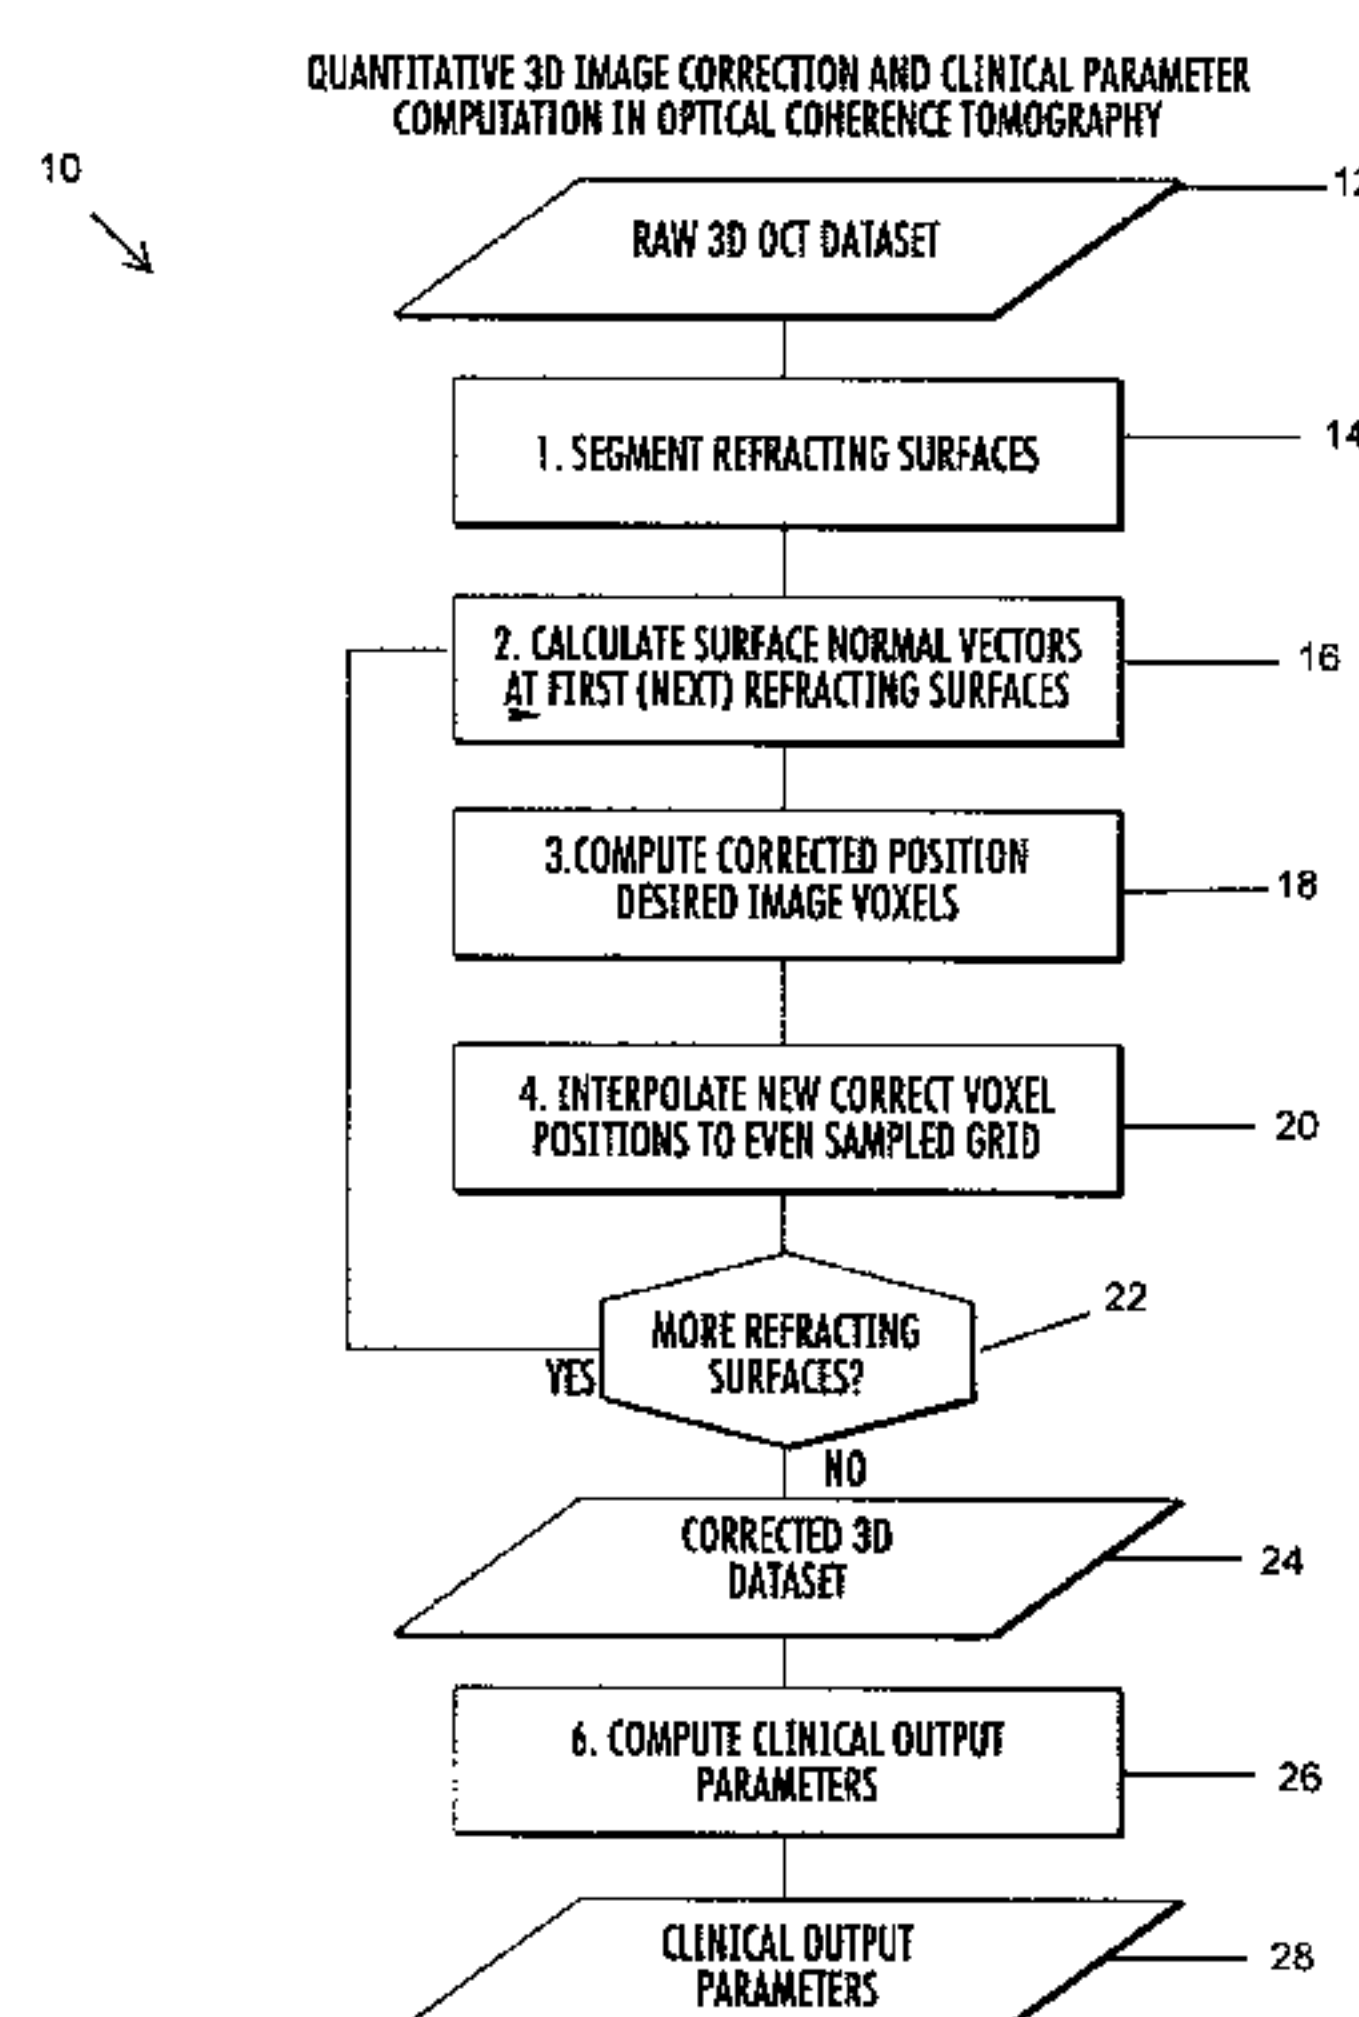 QUANTITATIVE 3D IMAGE CORRECTION AND CLINICAL PARAMETER
COMPUTATION IN OPTICAL COHERENCE TOMOGRAPHY
10
12
RAW 3D OCT DATASET
1. SEGMENT REFRACTING SURFACES
14
2. CALCULATE SURFACE NORMAL VECTORS
AT FIRST (NEXT) REFRACTING SURFACES
16
3.COMPUTE CORRECTED POSITION
DESIRED IMAGE VOXELS
18
4. INTERPOLATE NEW CORRECT VOXEL
POSITIONS TO EVEN SAMPLED GRID
20
22
MORE REFRACTING
SURFACES?
YES
NO
CORRECTED 3D
DATASET
24
6. COMPUTE CLINICAL OUTPUT
PARAMETERS
26
CLINICAL OUTPUT
PARAMETERS
28